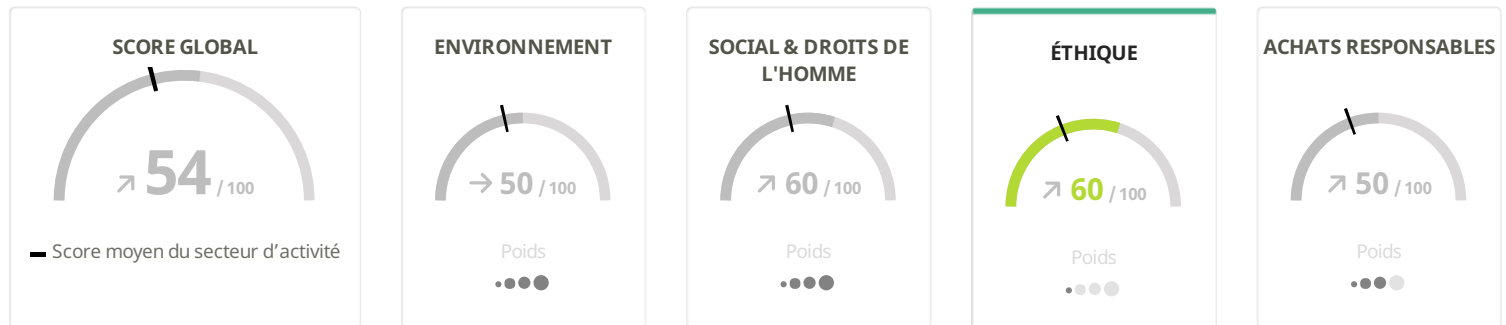 SCORE GLOBAL
54 / 100
Score moyen du secteur d'activité
ENVIRONNEMENT
50 / 100
Poids
SOCIAL & DROITS DE
L'HOMME
60 / 100
Poids
ÉTHIQUE
60 / 100
Poids
ACHATS RESPONSABLES
50 / 100
Poids